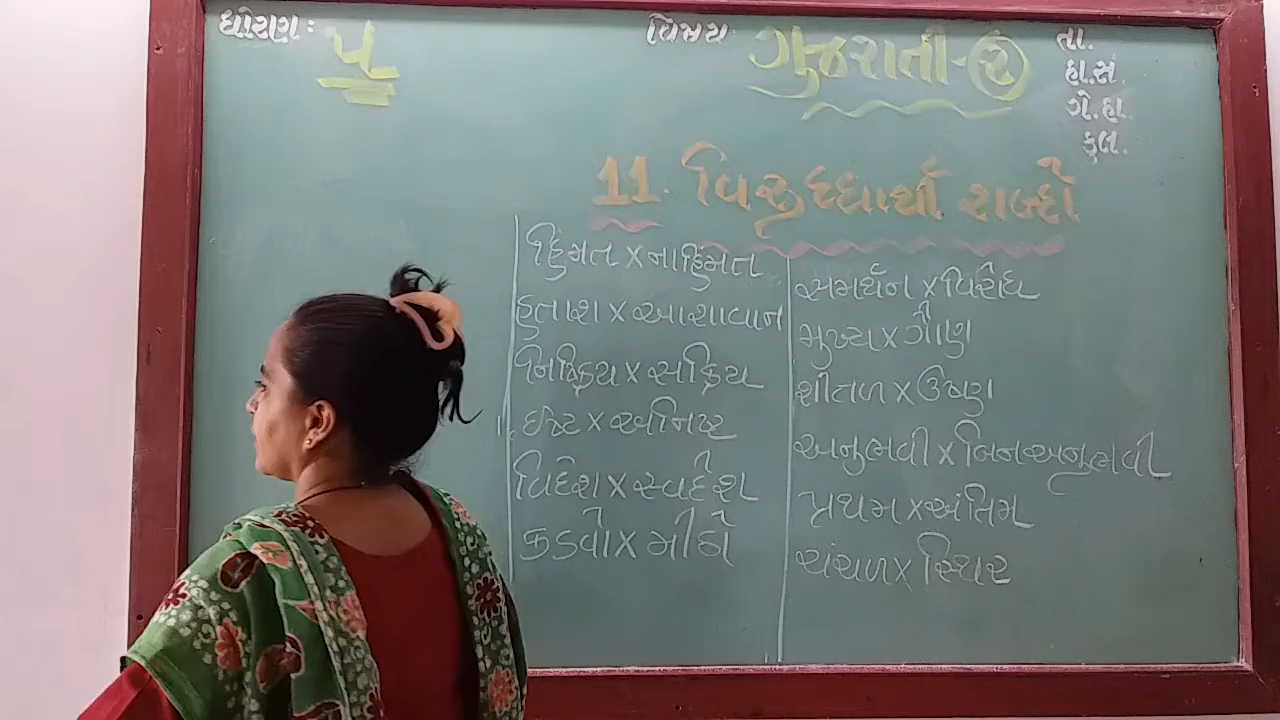 ધોરણ: ૫
વિષય ગુજરાતી-૨
તા.
હા.સં.
ગે.હા.
કુલ.
11. વિરુદ્ધાર્થી શબ્દો
હિંમત × નાહિંમત
હતાશ × આશાવાન
નિષ્ક્રિય × સક્રિય
ઈષ્ટ × અનિષ્ટ
વિદેશ × સ્વદેશ
કડવો × મીઠો
સમર્થન × વિરોધ
મુખ્ય × ગૌણ
શીતળ × ઉષ્ણ
અનુભવી × બિનઅનુભવી
પ્રથમ × અંતિમ
ચંચળ × સ્થિર